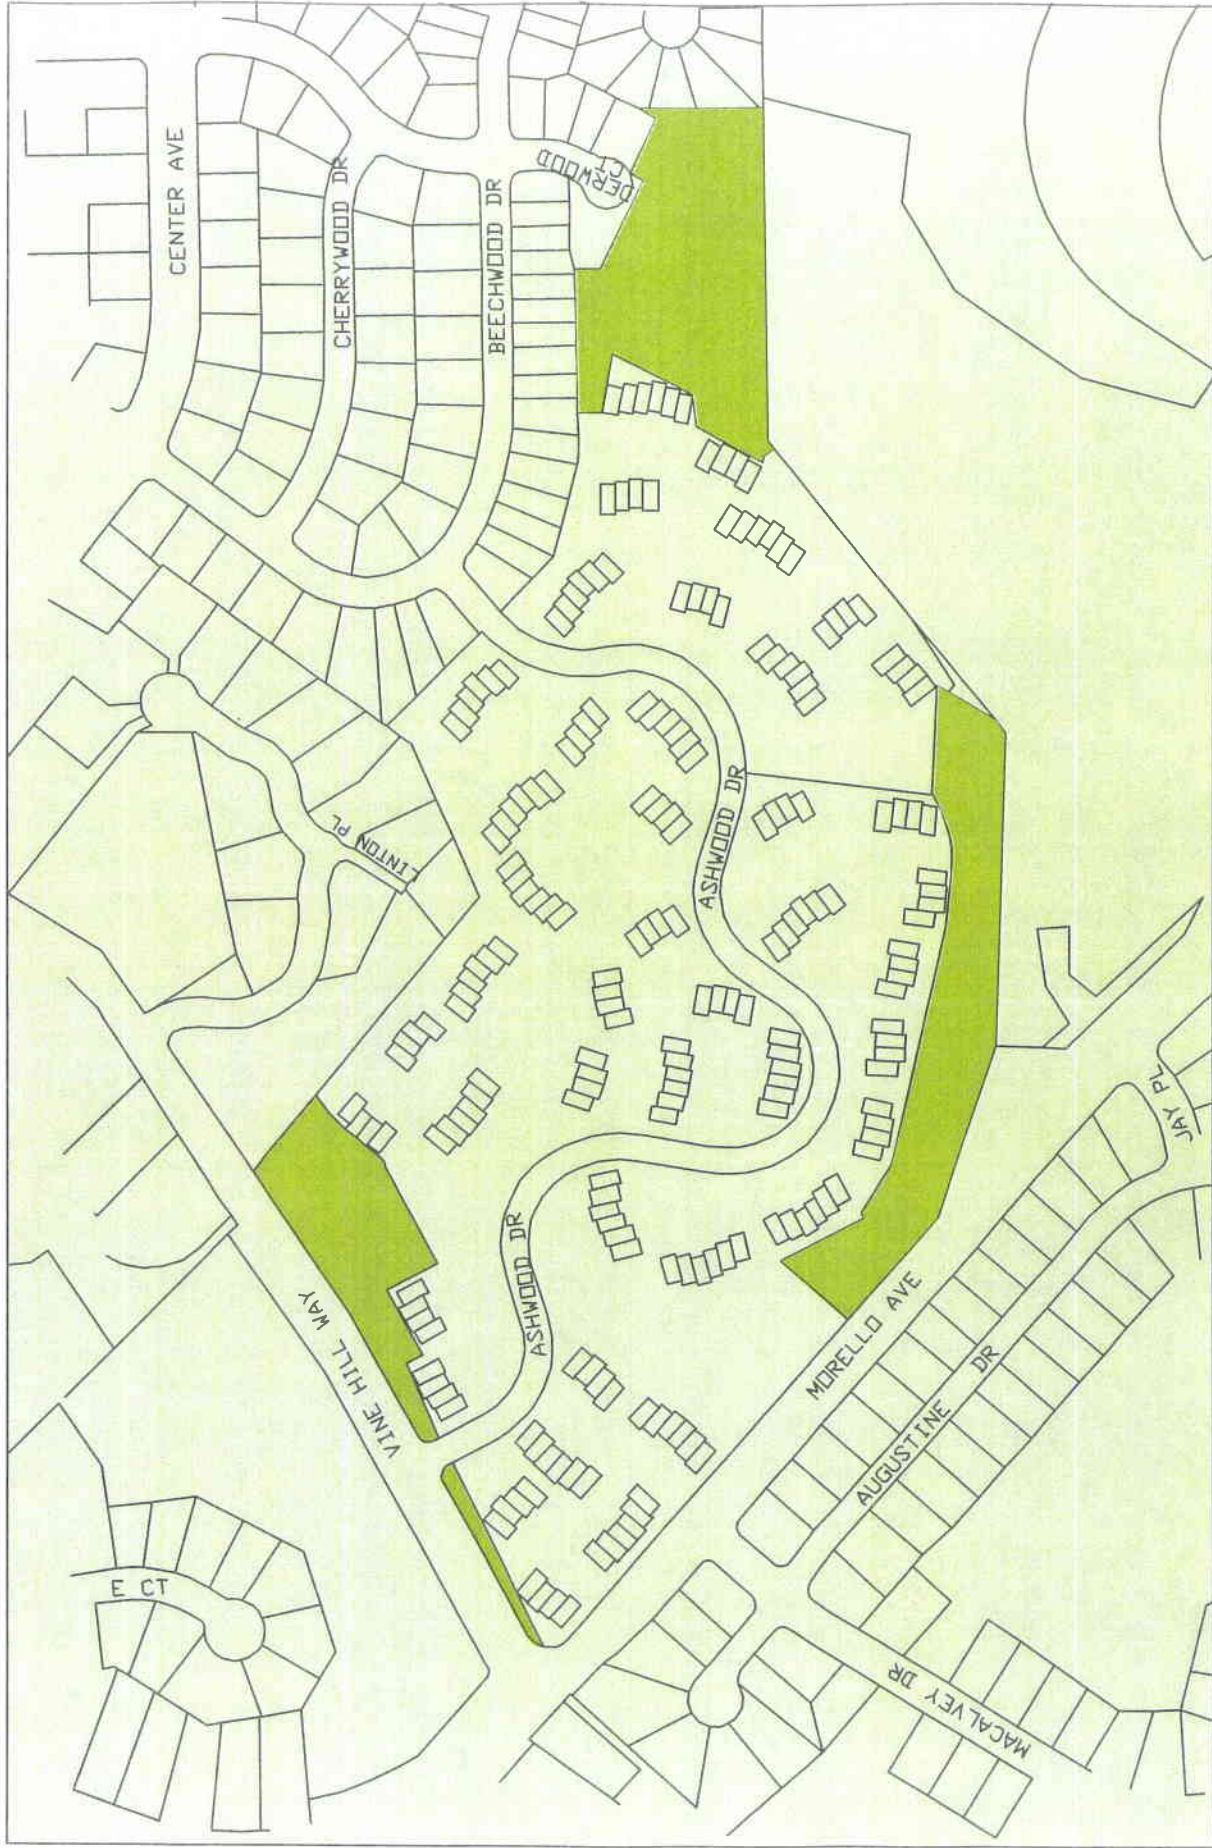 CENTER AVE
CHERRYWOOD DR
BEECHWOOD DR
DERWOOD
CT
LINTON PL
ASHWOOD DR
JAY PL
ASHWOOD DR
VINE HILL WAY
MORELLO AVE
AUGUSTINE DR
E CT
MACALVEY DR